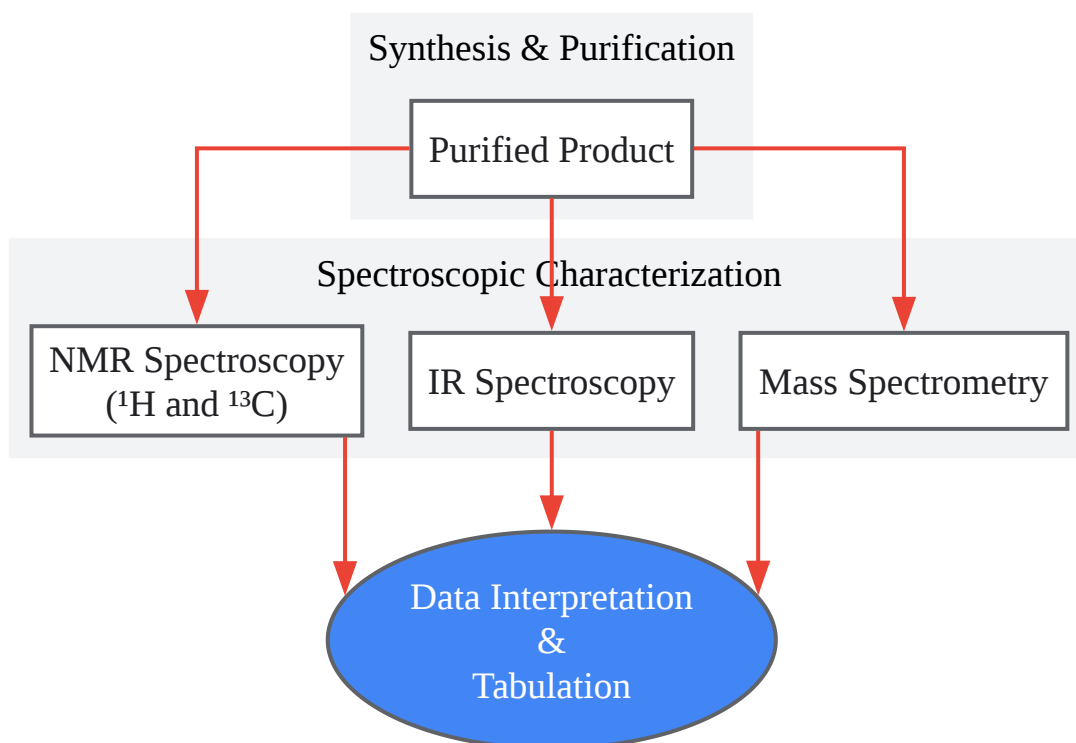 Synthesis & Purification
Purified Product
Spectroscopic Characterization
NMR Spectroscopy
(¹H and ¹³C)
IR Spectroscopy
Mass Spectrometry
Data Interpretation
&
Tabulation